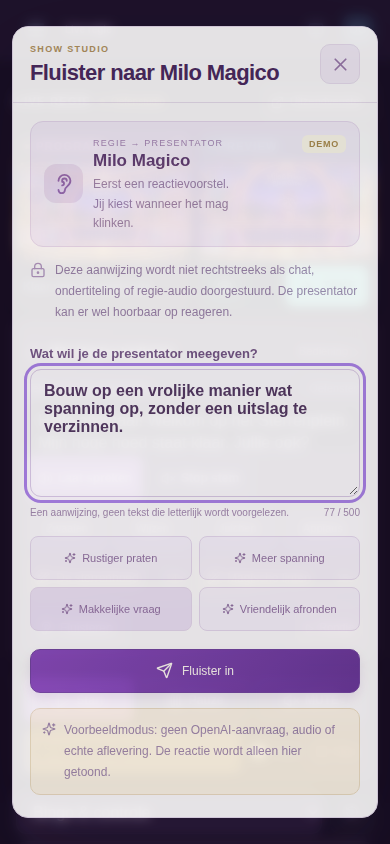 SHOW STUDIO
Fluister naar Milo Magico
REGIE → PRESENTATOR
DEMO
Milo Magico
Eerst een reactievoorstel.
Jij kiest wanneer het mag
klinken.
Deze aanwijzing wordt niet rechtstreeks als chat,
ondertiteling of regie-audio doorgestuurd. De presentator
kan er wel hoorbaar op reageren.
Wat wil je de presentator meegeven?
Bouw op een vrolijke manier wat
spanning op, zonder een uitslag te
verzinnen.
Een aanwijzing, geen tekst die letterlijk wordt voorgelezen.
77 / 500
Rustiger praten
Meer spanning
Makkelijke vraag
Vriendelijk afronden
Fluister in
Voorbeeldmodus: geen OpenAI-aanvraag, audio of
echte aflevering. De reactie wordt alleen hier
getoond.